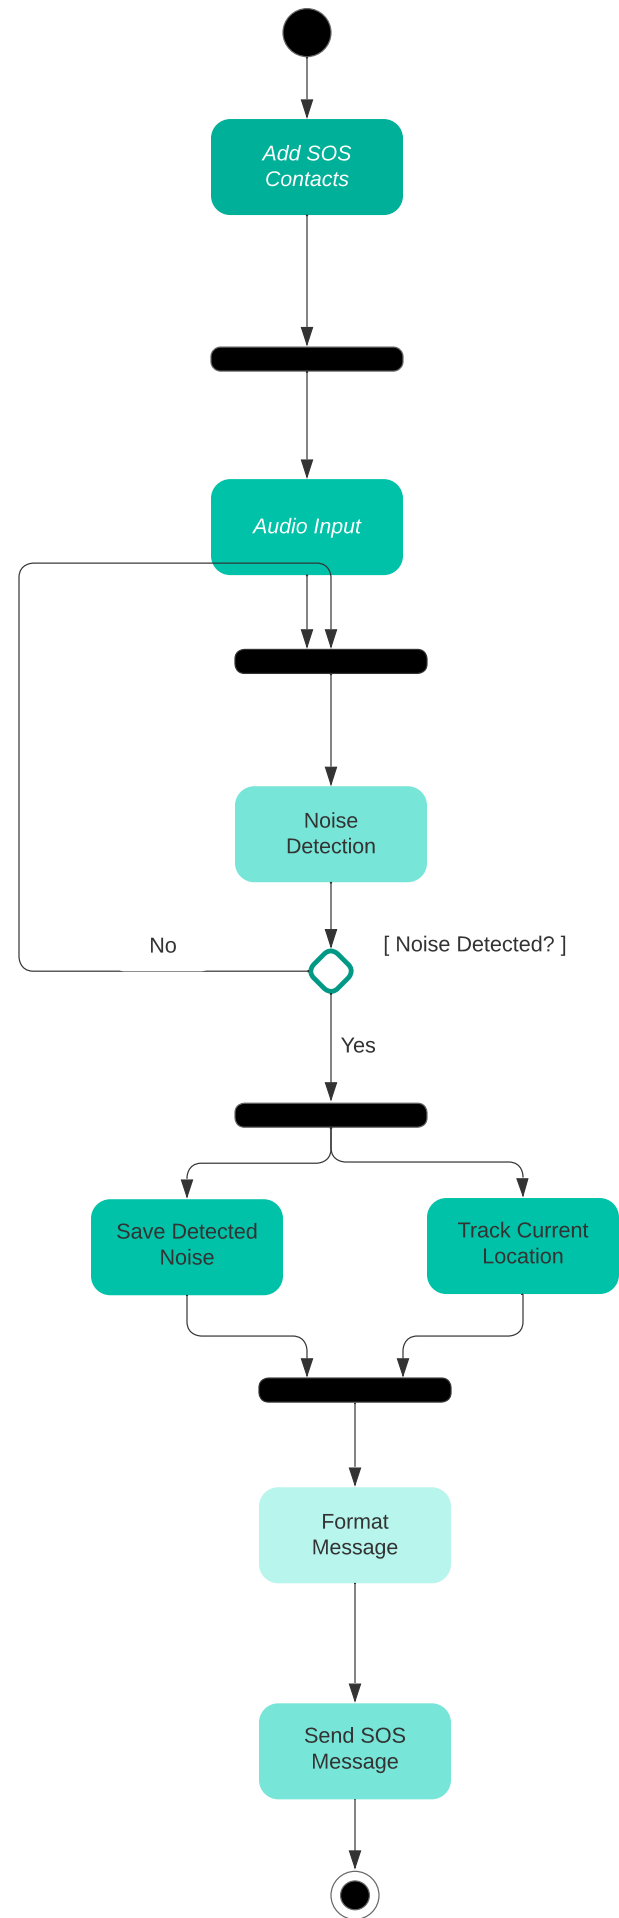 Add SOS
Contacts
Audio Input
Noise
Detection
No
[ Noise Detected? ]
Yes
Save Detected
Noise
Track Current
Location
Format
Message
Send SOS
Message